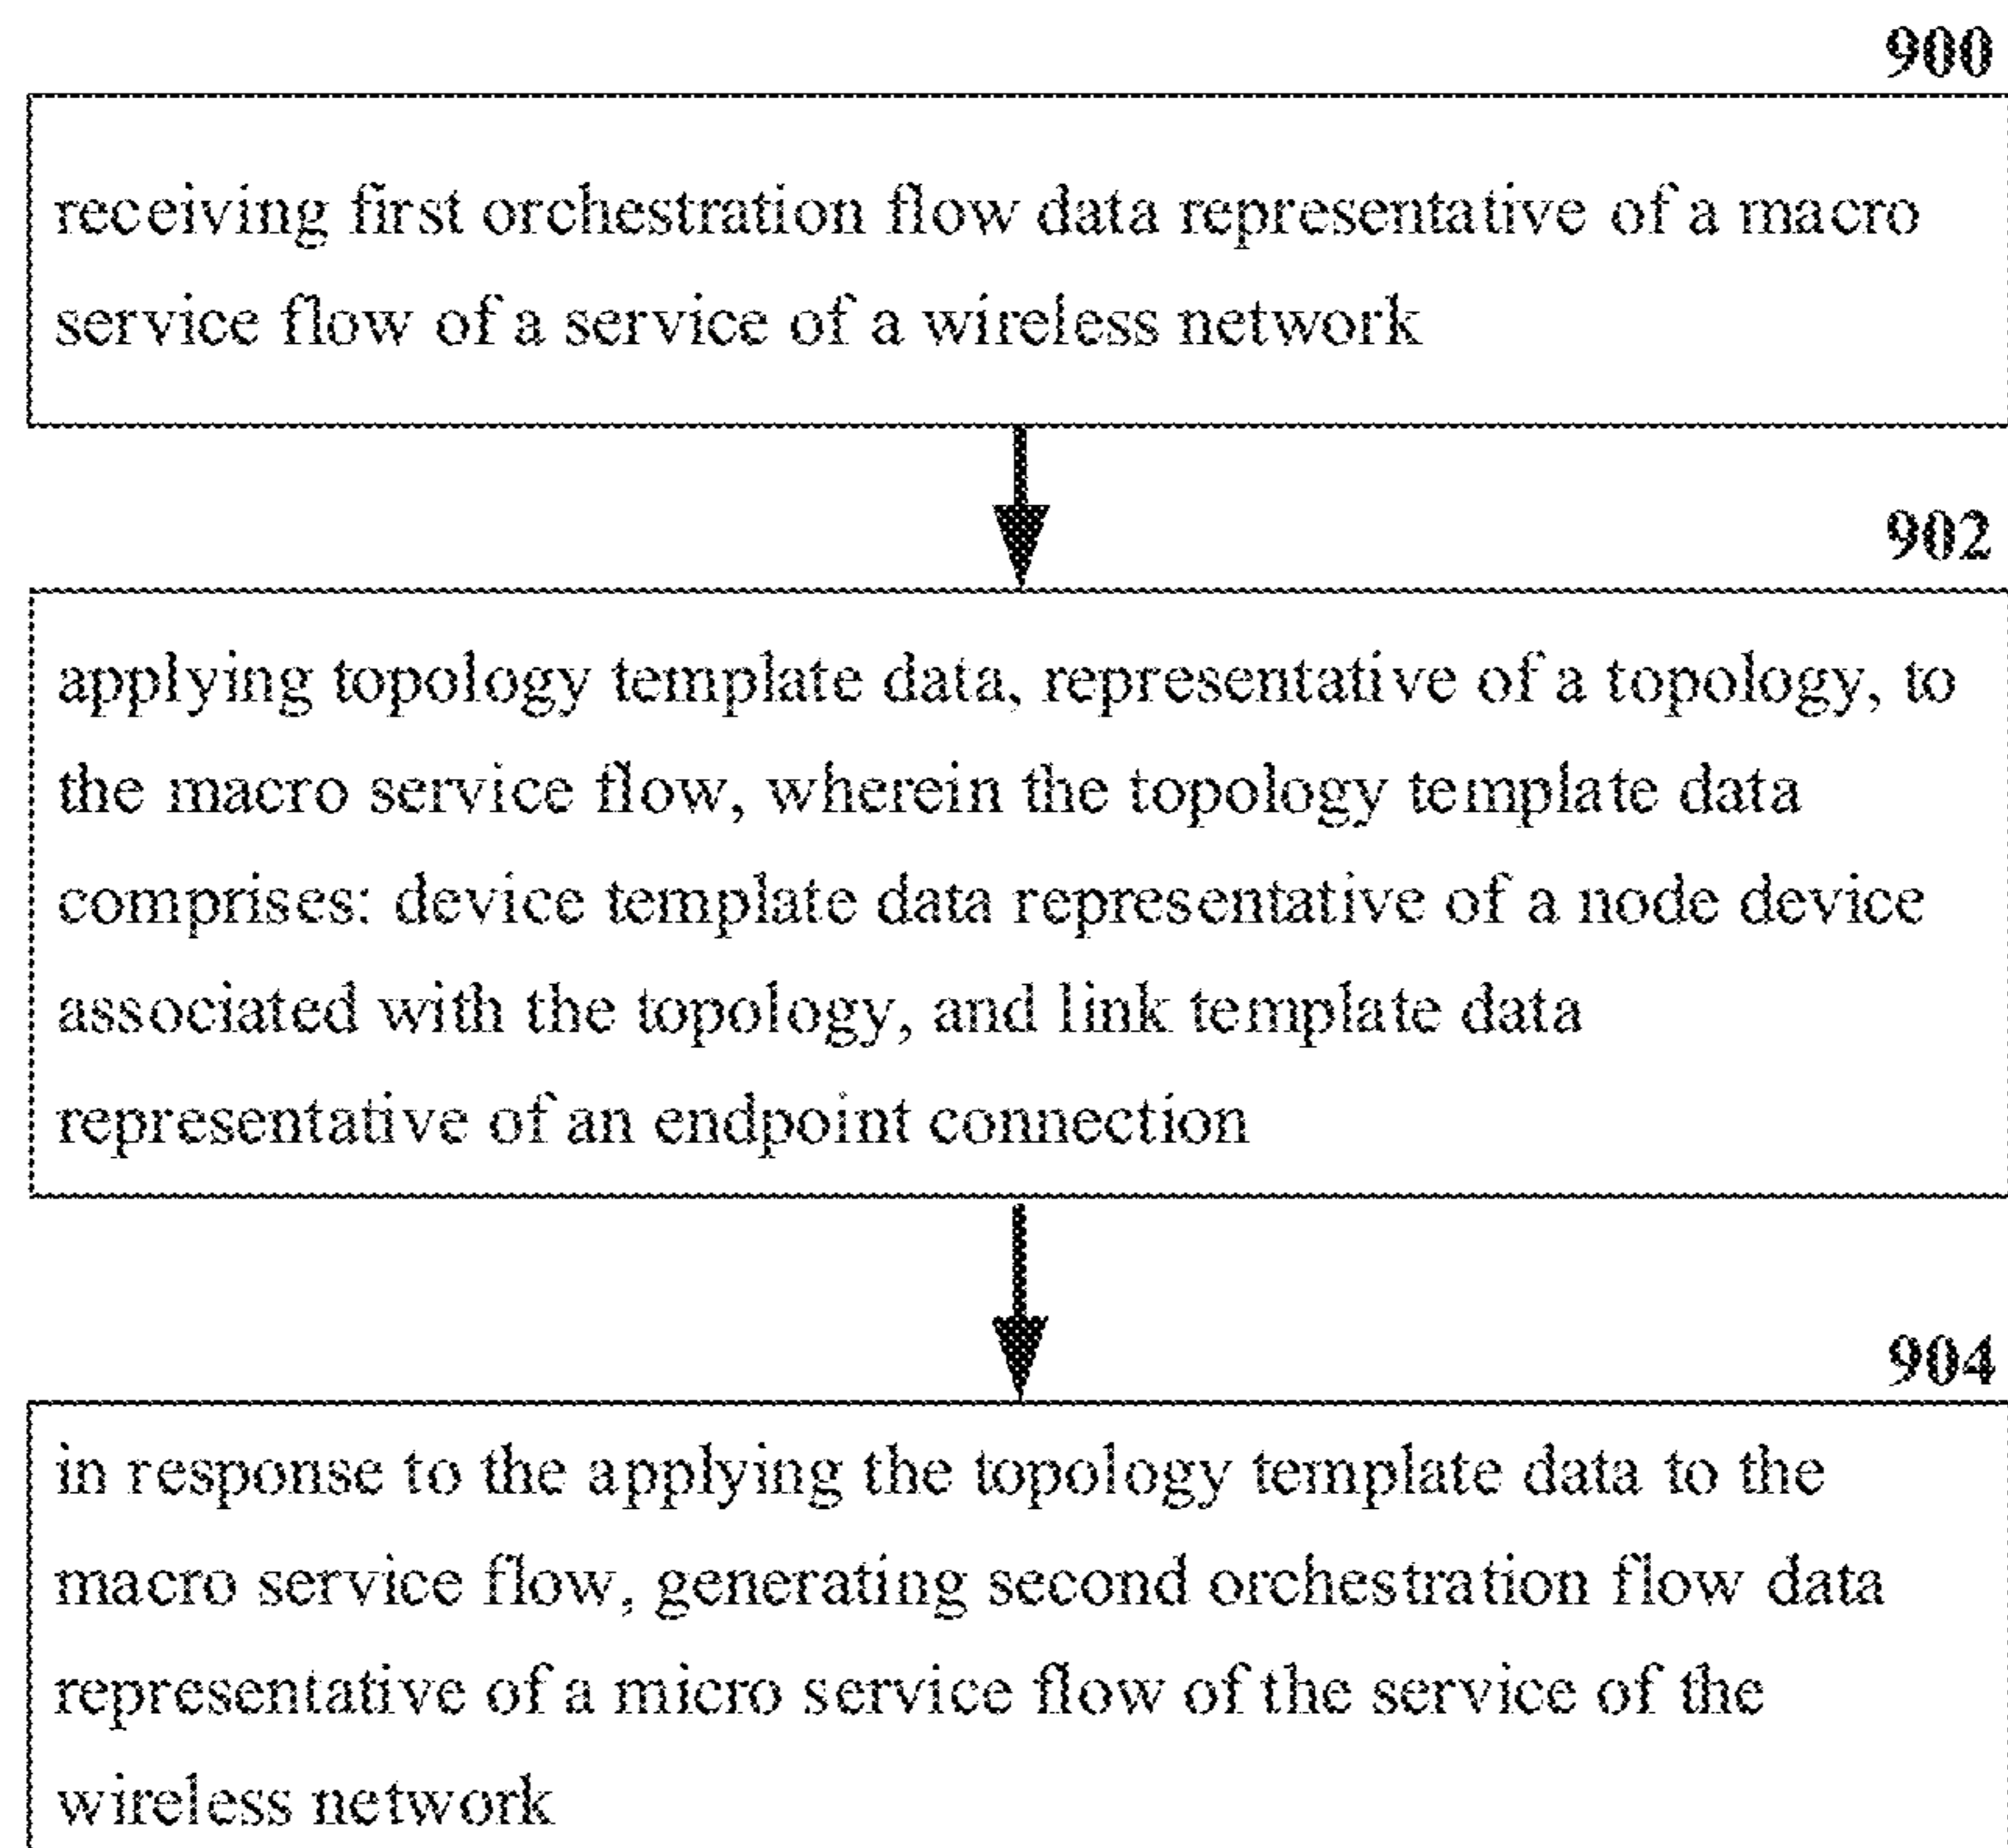 900
receiving first orchestration flow data representative of a macro
service flow of a service of a wireless network
902
applying topology template data, representative of a topology, to
the macro service flow, wherein the topology template data
comprises: device template data representative of a node device
associated with the topology, and link template data
representative of an endpoint connection
904
in response to the applying the topology template data to the
macro service flow, generating second orchestration flow data
representative of a micro service flow of the service of the
wireless network